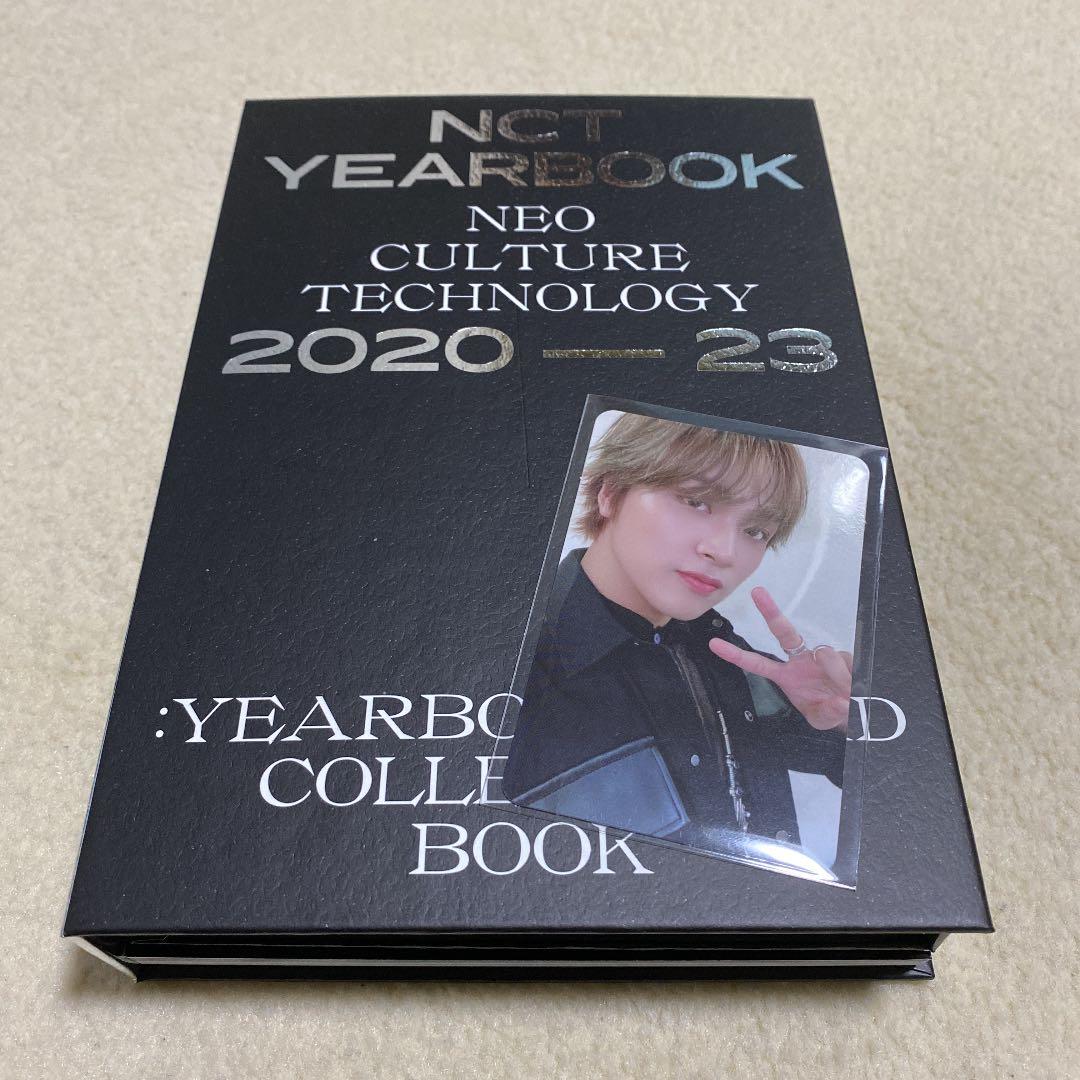 NCT
YEARBOOK
NEO
CULTURE
TECHNOLOGY
2020 — 23
:YEARBO D
COLLE
BOOK